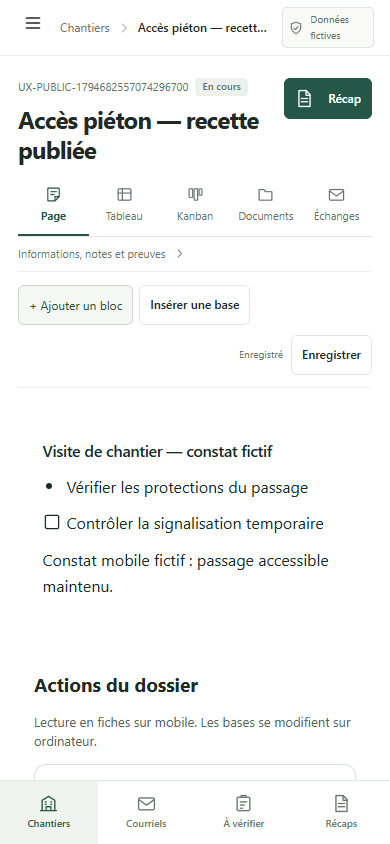 Chantiers
Accès piéton — recett...
Données
fictives
UX-PUBLIC-1794682557074296700
En cours
Accès piéton — recette
publiée
Récap
Page
Tableau
Kanban
Documents
Échanges
Informations, notes et preuves
+ Ajouter un bloc
Insérer une base
Enregistré
Enregistrer
Visite de chantier — constat fictif
• Vérifier les protections du passage
Contrôler la signalisation temporaire
Constat mobile fictif : passage accessible
maintenu.
Actions du dossier
Lecture en fiches sur mobile. Les bases se modifient sur
ordinateur.
Chantiers
Courriels
À vérifier
Récaps